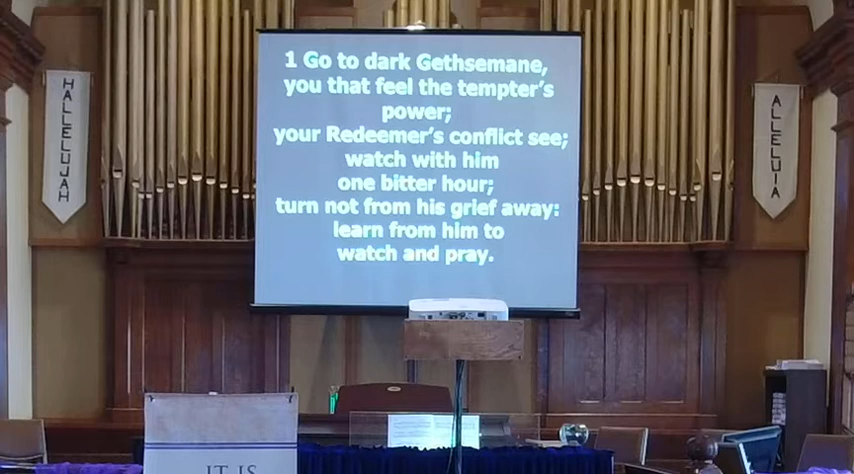 HALLELUJAH
1 Go to dark Gethsemane,
you that feel the tempter's
power;
your Redeemer's conflict see;
watch with him
one bitter hour;
turn not from his grief away:
learn from him to
watch and pray.
ALLELUIA
IT IS